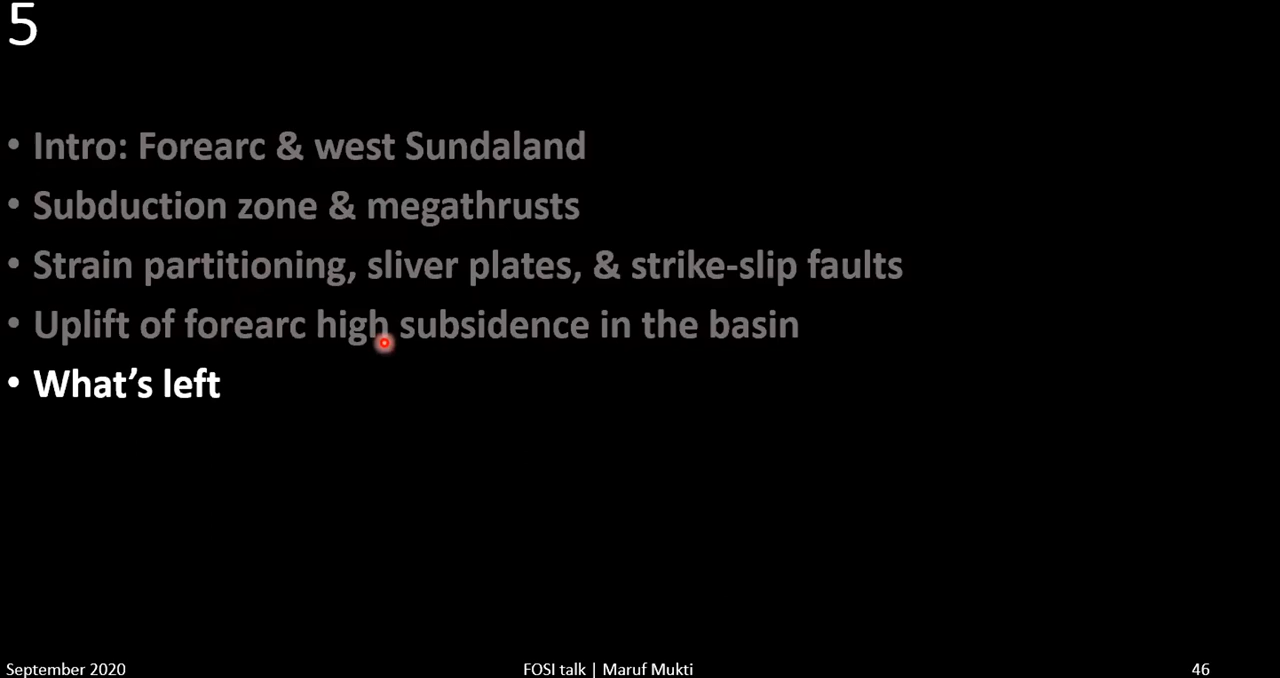 5
• Intro: Forearc & west Sundaland
• Subduction zone & megathrusts
• Strain partitioning, sliver plates, & strike-slip faults
• Uplift of forearc high subsidence in the basin
• What’s left
September 2020 FOSI talk | Maruf Mukti 46